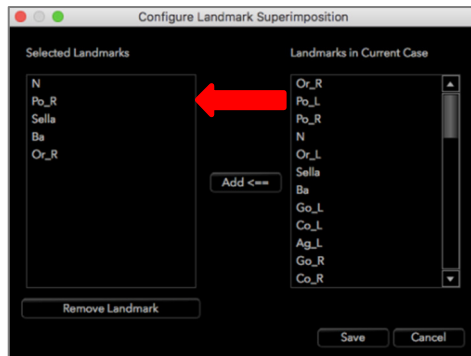 Configure Landmark Superimposition
Selected Landmarks
N
Po_R
Sella
Ba
Or_R
Remove Landmark
Add <==
Landmarks in Current Case
Or_R
Po_L
Po_R
N
Or_L
Sella
Ba
Go_L
Co_L
Ag_L
Go_R
Co_R
Save
Cancel